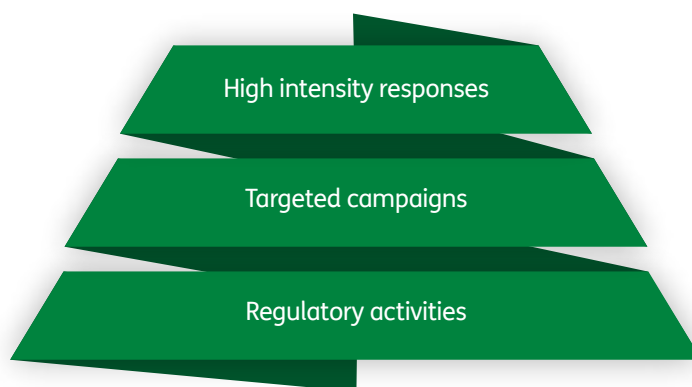 High intensity responses
Targeted campaigns
Regulatory activities